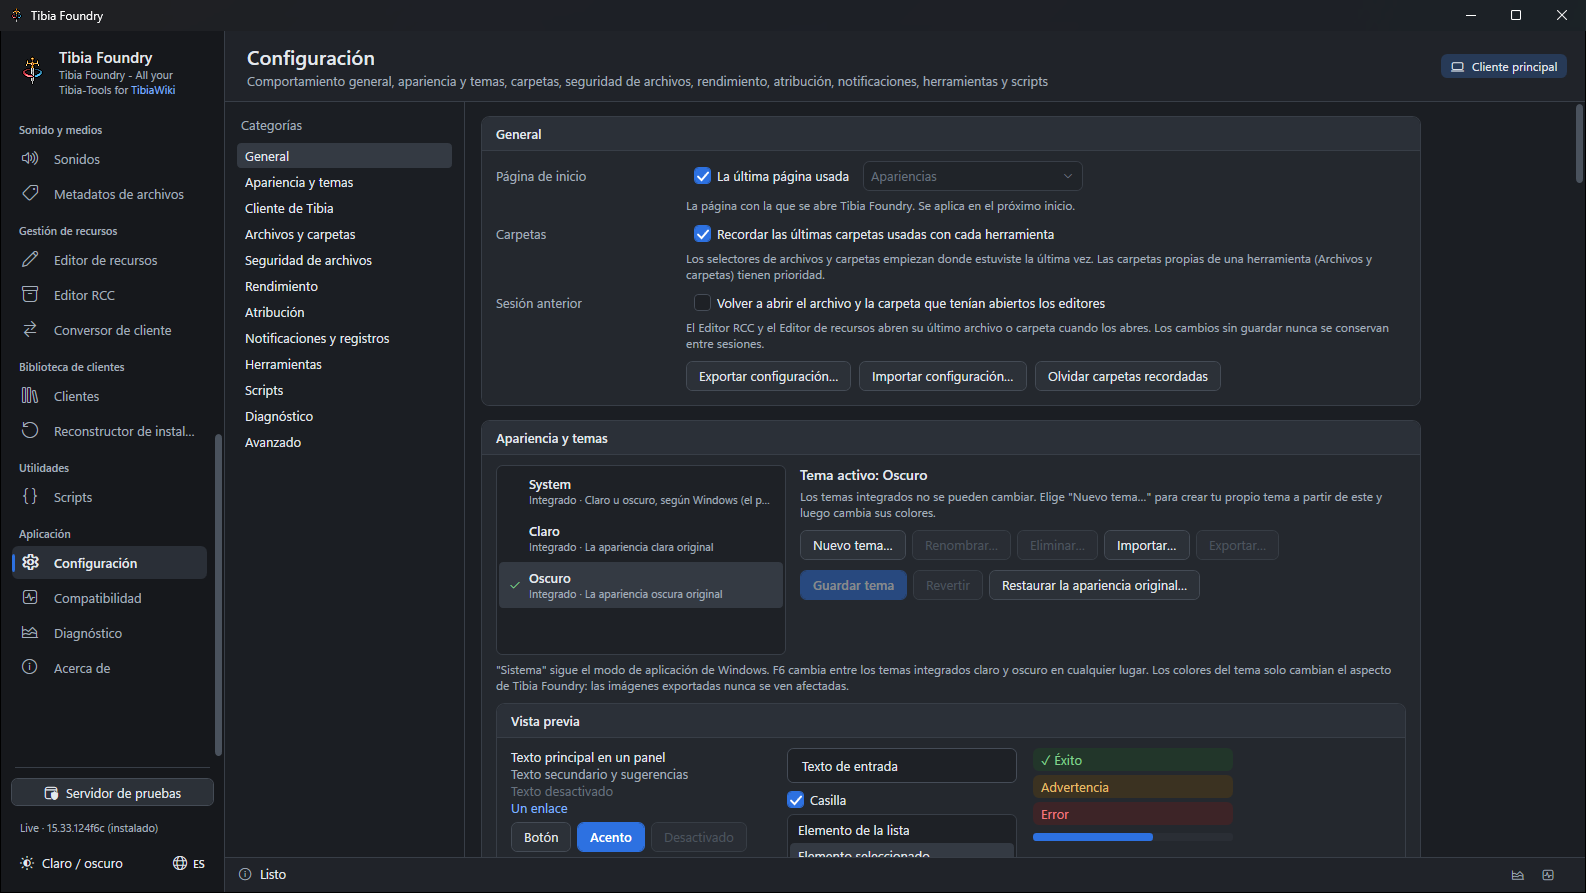 Tibia Foundry
Tibia Foundry
Tibia Foundry - All your
Tibia-Tools for TibiaWiki
Sonido y medios
Sonidos
Metadatos de archivos
Gestión de recursos
Editor de recursos
Editor RCC
Conversor de cliente
Biblioteca de clientes
Clientes
Reconstructor de instal...
Utilidades
Scripts
Aplicación
Configuración
Compatibilidad
Diagnóstico
Acerca de
Servidor de pruebas
Live · 15.33.124f6c (instalado)
Claro / oscuro
ES
Configuración
Comportamiento general, apariencia y temas, carpetas, seguridad de archivos, rendimiento, atribución, notificaciones, herramientas y scripts
Cliente principal
Categorías
General
Apariencia y temas
Cliente de Tibia
Archivos y carpetas
Seguridad de archivos
Rendimiento
Atribución
Notificaciones y registros
Herramientas
Scripts
Diagnóstico
Avanzado
General
Página de inicio
La última página usada
Apariencias
La página con la que se abre Tibia Foundry. Se aplica en el próximo inicio.
Carpetas
Recordar las últimas carpetas usadas con cada herramienta
Los selectores de archivos y carpetas empiezan donde estuviste la última vez. Las carpetas propias de una herramienta (Archivos y
carpetas) tienen prioridad.
Sesión anterior
Volver a abrir el archivo y la carpeta que tenían abiertos los editores
El Editor RCC y el Editor de recursos abren su último archivo o carpeta cuando los abres. Los cambios sin guardar nunca se conservan
entre sesiones.
Exportar configuración...
Importar configuración...
Olvidar carpetas recordadas
Apariencia y temas
System
Integrado · Claro u oscuro, según Windows (el p...
Claro
Integrado · La apariencia clara original
Oscuro
Integrado · La apariencia oscura original
Tema activo: Oscuro
Los temas integrados no se pueden cambiar. Elige "Nuevo tema..." para crear tu propio tema a partir de este y
luego cambia sus colores.
Nuevo tema...
Renombrar...
Eliminar...
Importar...
Exportar...
Guardar tema
Revertir
Restaurar la apariencia original...
"Sistema" sigue el modo de aplicación de Windows. F6 cambia entre los temas integrados claro y oscuro en cualquier lugar. Los colores del tema solo cambian el aspecto
de Tibia Foundry: las imágenes exportadas nunca se ven afectadas.
Vista previa
Texto principal en un panel
Texto secundario y sugerencias
Texto desactivado
Un enlace
Botón
Acento
Desactivado
Texto de entrada
Casilla
Elemento de la lista
Elemento seleccionado
✓ Éxito
Advertencia
Error
Listo